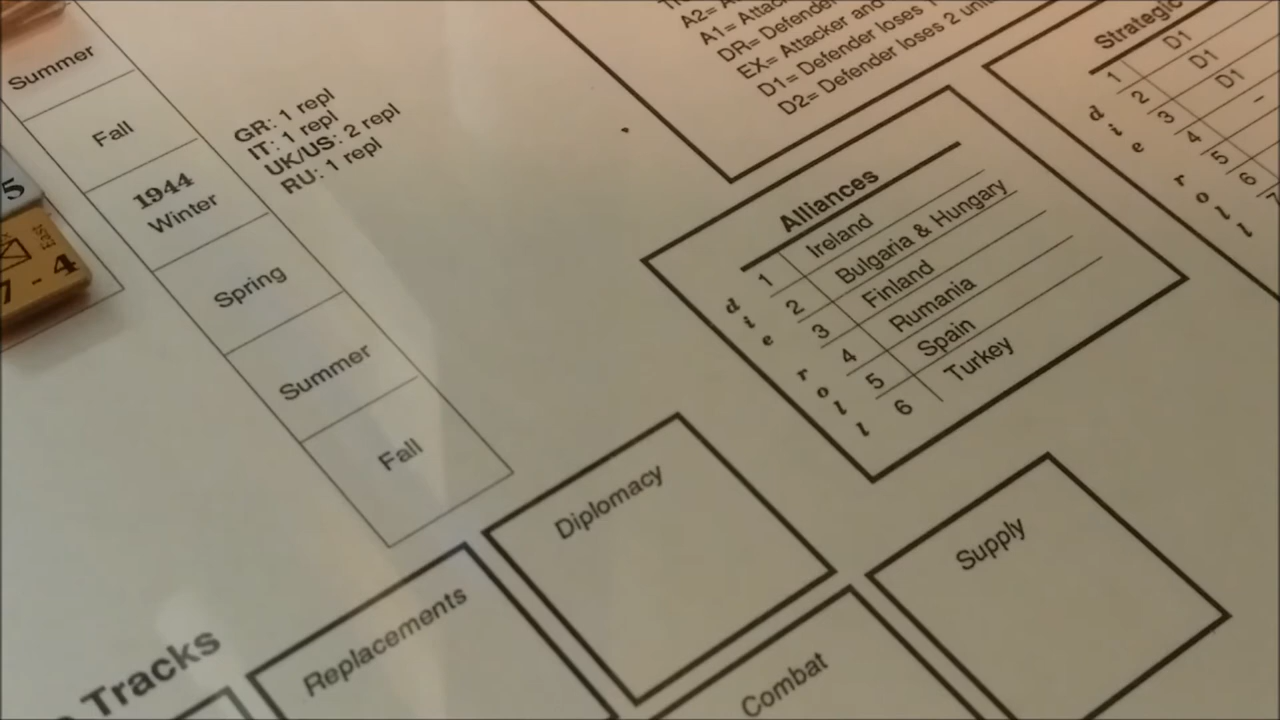 Summer
Fall
1944
Winter
Spring
Summer
Fall
GR: 1 repl
IT: 1 repl
UK/US: 2 repl
RU: 1 repl
5
East
7 - 4
A2=
A1=
DR= Defender
EX= Attacker and
D1= Defender loses 1
D2= Defender loses 2
Alliances
die roll
1 Ireland
2 Bulgaria & Hungary
3 Finland
4 Rumania
5 Spain
6 Turkey
Strategic
die roll
1 D1
2 D1
3 D1
4 -
5
6
Diplomacy
Supply
Replacements
Combat
Tracks